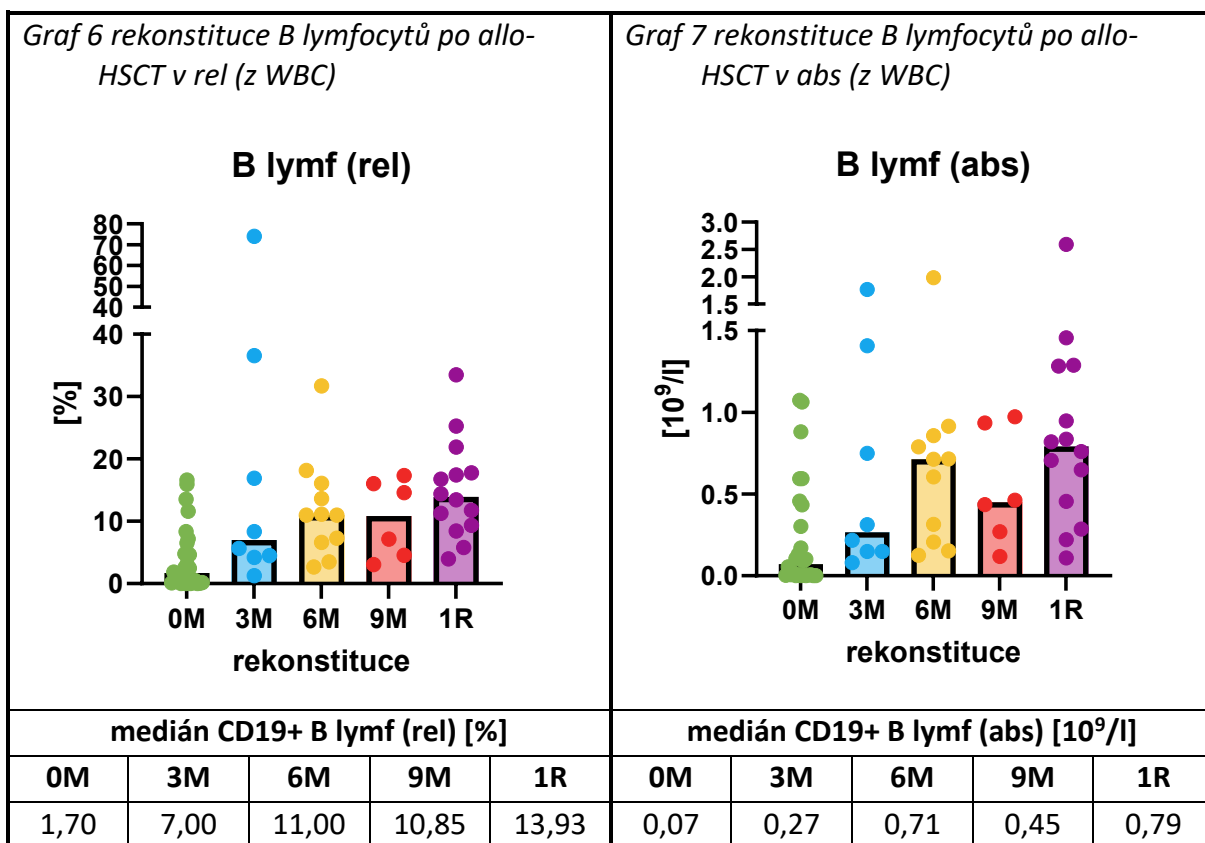 Graf 6 rekonstituce B lymfocytů po allo-
HSCT v rel (z WBC)
B lymf (rel)
80
70
60
50
40
40
30
20
10
0
[%]
0M 3M 6M 9M 1R
rekonstituce
medián CD19+ B lymf (rel) [%]
0M 3M 6M 9M 1R
1,70 7,00 11,00 10,85 13,93
Graf 7 rekonstituce B lymfocytů po allo-
HSCT v abs (z WBC)
B lymf (abs)
3.0
2.5
2.0
1.5
1.5
1.0
0.5
0.0
[10⁹/l]
0M 3M 6M 9M 1R
rekonstituce
medián CD19+ B lymf (abs) [10⁹/l]
0M 3M 6M 9M 1R
0,07 0,27 0,71 0,45 0,79